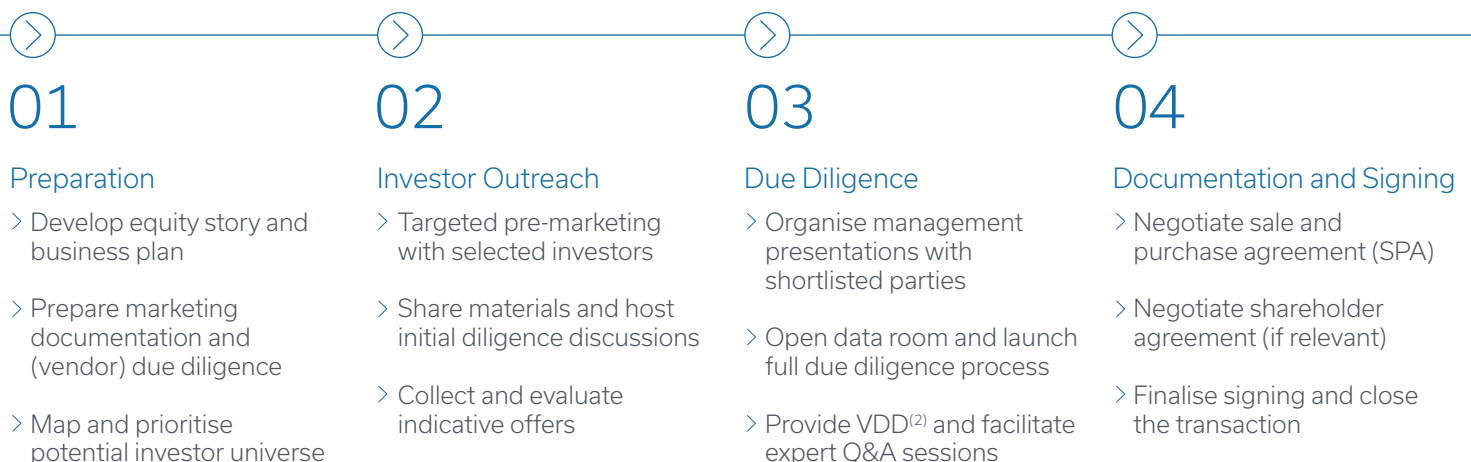 01
Preparation
Develop equity story and
business plan
Prepare marketing
documentation and
(vendor) due diligence
Map and prioritise
potential investor universe
02
Investor Outreach
Targeted pre-marketing
with selected investors
Share materials and host
initial diligence discussions
Collect and evaluate
indicative offers
03
Due Diligence
Organise management
presentations with
shortlisted parties
Open data room and launch
full due diligence process
Provide VDD(2) and facilitate
expert Q&A sessions
04
Documentation and Signing
Negotiate sale and
purchase agreement (SPA)
Negotiate shareholder
agreement (if relevant)
Finalise signing and close
the transaction